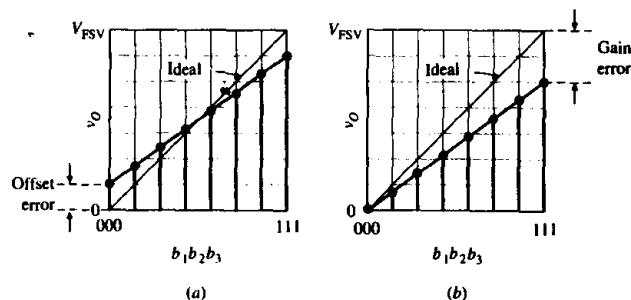 V_FSV
Ideal
v_O
Offset
error
0
000
111
b_1b_2b_3
(a)
V_FSV
Ideal
Gain
error
v_O
0
000
111
b_1b_2b_3
(b)